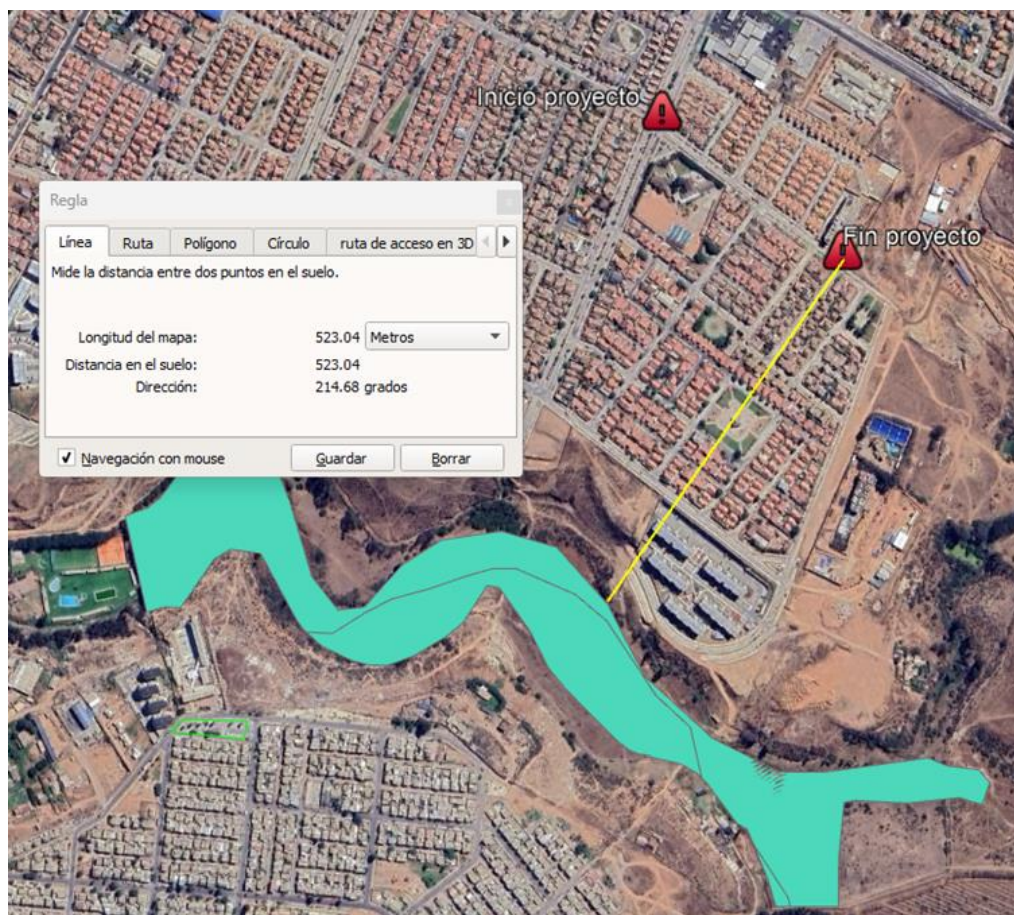 Inicio proyecto
Fin proyecto
Regla
Línea Ruta Polígono Círculo ruta de acceso en 3D
Mide la distancia entre dos puntos en el suelo.
Longitud del mapa: 523.04 Metros
Distancia en el suelo: 523.04
Dirección: 214.68 grados
Navegación con mouse Guardar Borrar